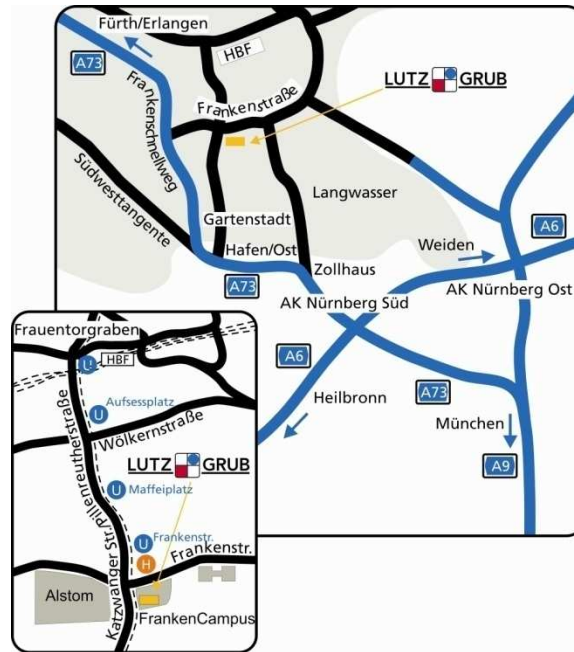 Fürth/Erlangen
A73
HBF
LUTZ GRUB
Frankenstraße
Frankenschnellweg
Südwesttangente
Langwasser
Gartenstadt
Hafen/Ost
Weiden
A6
A73
Zollhaus
AK Nürnberg Süd
AK Nürnberg Ost
A6
Heilbronn
A73
München
A9
Frauentorgraben
U
HBF
Aufsessplatz
U
Wölkernstraße
LUTZ GRUB
U
Maffeiplatz
U
Frankenstr.
H
Frankenstr.
Katzwanger Str./Pillenreutherstraße
Alstom
FrankenCampus